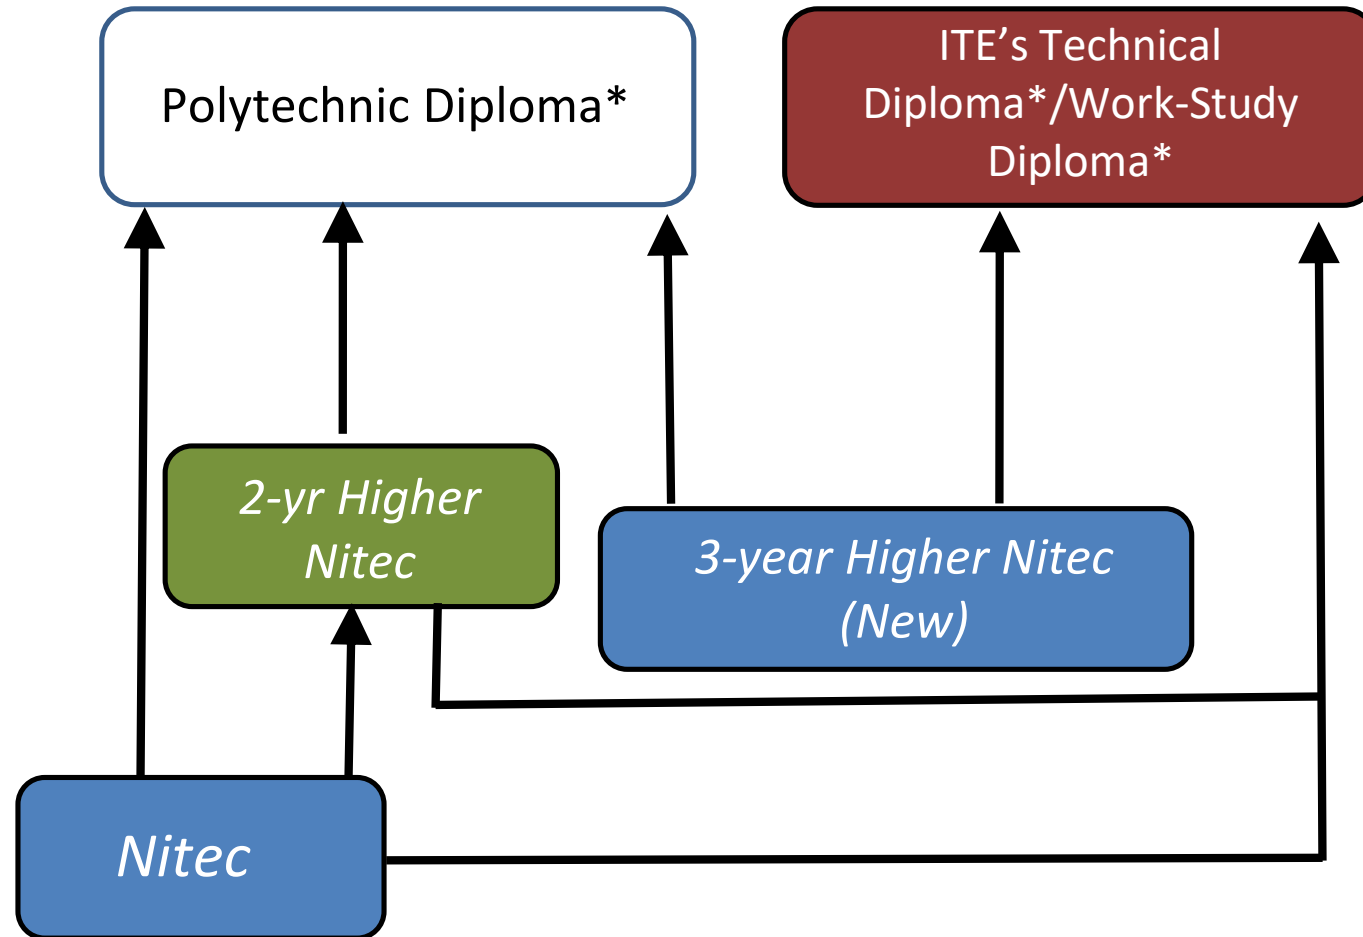 Polytechnic Diploma*
ITE’s Technical
Diploma*/Work-Study
Diploma*
2-yr Higher
Nitec
3-year Higher Nitec
(New)
Nitec